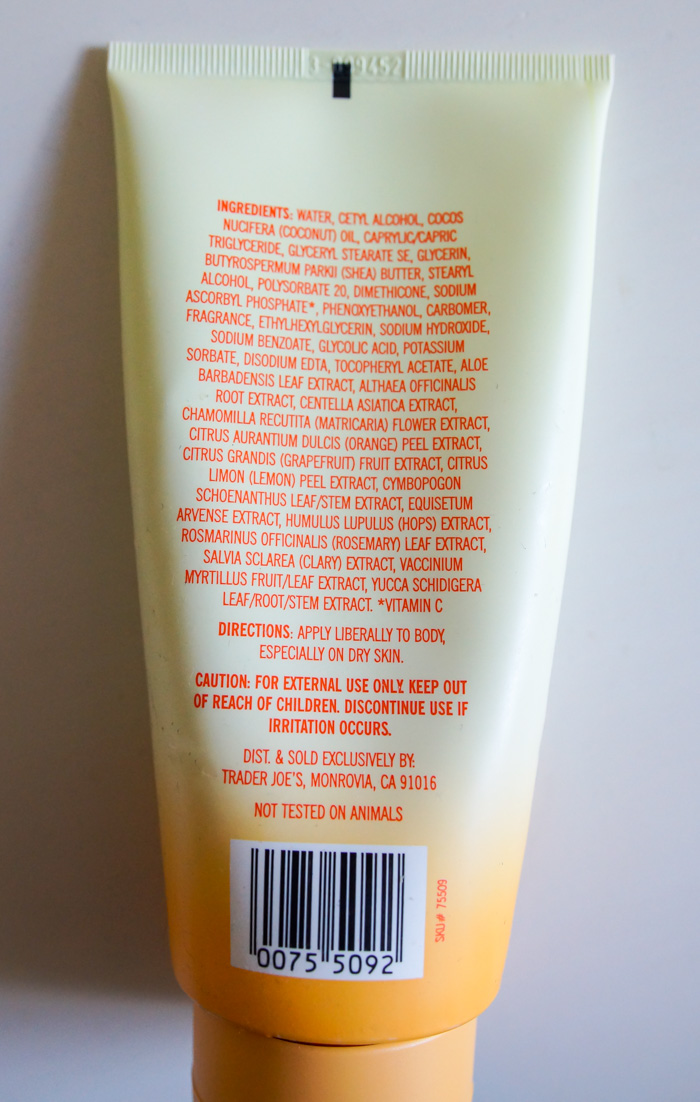 INGREDIENTS: WATER, CETYL ALCOHOL, COCOS
NUCIFERA (COCONUT) OIL, CAPRYLIC/CAPRIC
TRIGLYCERIDE, GLYCERYL STEARATE SE, GLYCERIN,
BUTYROSPERMUM PARKII (SHEA) BUTTER, STEARYL
ALCOHOL, POLYSORBATE 20, DIMETHICONE, SODIUM
ASCORBYL PHOSPHATE*, PHENOXYETHANOL, CARBOMER,
FRAGRANCE, ETHYLHEXYLGLYCERIN, SODIUM HYDROXIDE,
SODIUM BENZOATE, GLYCOLIC ACID, POTASSIUM
SORBATE, DISODIUM EDTA, TOCOPHERYL ACETATE, ALOE
BARBADENSIS LEAF EXTRACT, ALTHAEA OFFICINALIS
ROOT EXTRACT, CENTELLA ASIATICA EXTRACT,
CHAMOMILLA RECUTITA (MATRICARIA) FLOWER EXTRACT,
CITRUS AURANTIUM DULCIS (ORANGE) PEEL EXTRACT,
CITRUS GRANDIS (GRAPEFRUIT) FRUIT EXTRACT, CITRUS
LIMON (LEMON) PEEL EXTRACT, CYMBOPOGON
SCHOENANTHUS LEAF/STEM EXTRACT, EQUISETUM
ARVENSE EXTRACT, HUMULUS LUPULUS (HOPS) EXTRACT,
ROSMARINUS OFFICINALIS (ROSEMARY) LEAF EXTRACT,
SALVIA SCLAREA (CLARY) EXTRACT, VACCINIUM
MYRTILLUS FRUIT/LEAF EXTRACT, YUCCA SCHIDIGERA
LEAF/ROOT/STEM EXTRACT. *VITAMIN C
DIRECTIONS: APPLY LIBERALLY TO BODY,
ESPECIALLY ON DRY SKIN.
CAUTION: FOR EXTERNAL USE ONLY. KEEP OUT
OF REACH OF CHILDREN. DISCONTINUE USE IF
IRRITATION OCCURS.
DIST. & SOLD EXCLUSIVELY BY:
TRADER JOE'S, MONROVIA, CA 91016
NOT TESTED ON ANIMALS
0075 5092
SKU# 75509